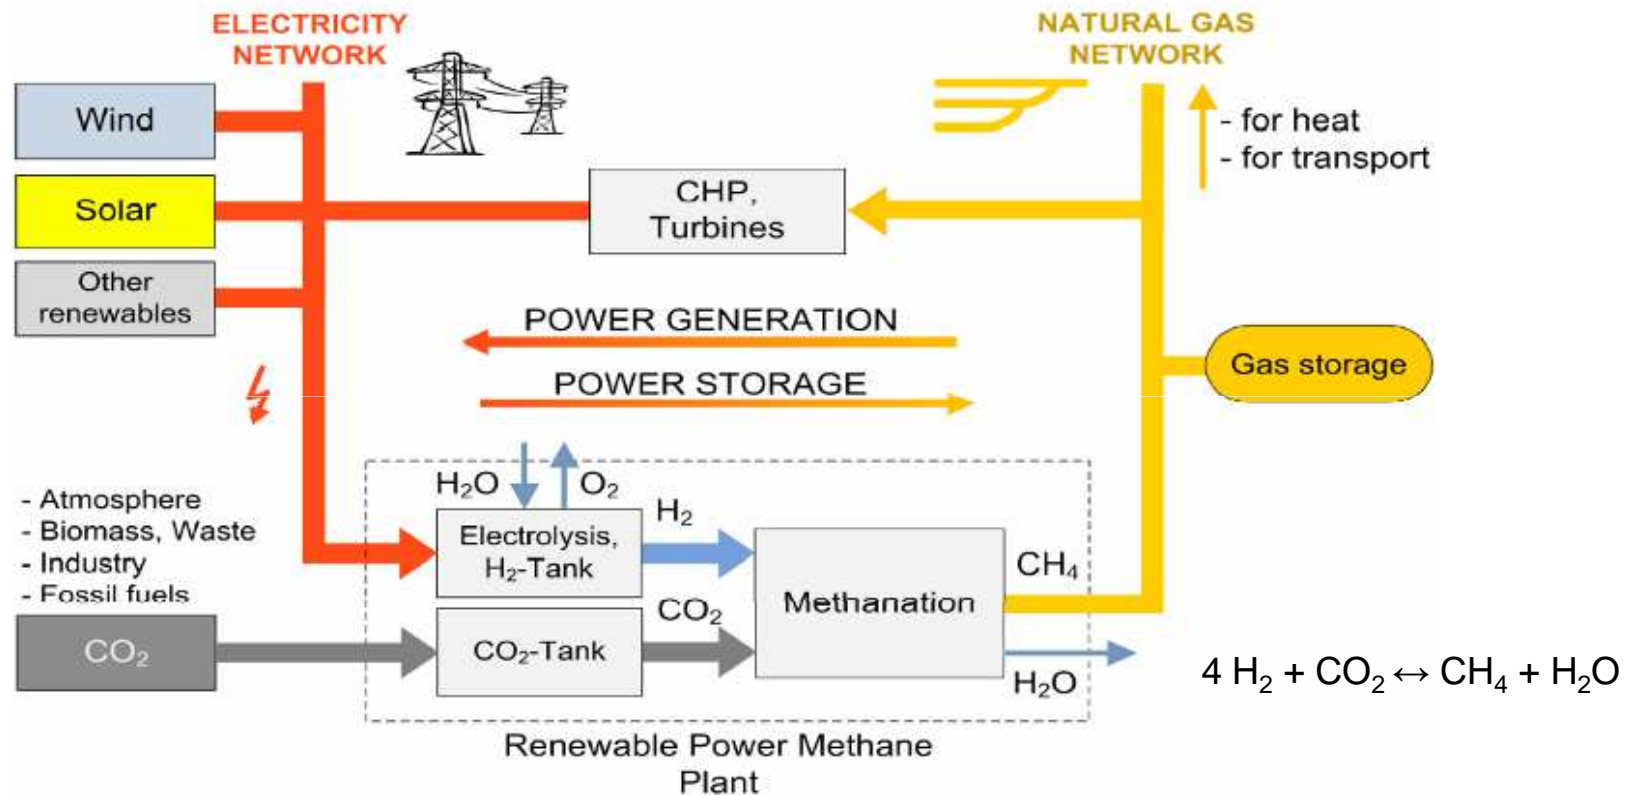 ELECTRICITY
NETWORK
NATURAL GAS
NETWORK
Wind
Solar
Other
renewables
CHP,
Turbines
- for heat
- for transport
POWER GENERATION
POWER STORAGE
Gas storage
- Atmosphere
- Biomass, Waste
- Industry
- Fossil fuels
CO₂
H₂O
O₂
Electrolysis,
H₂-Tank
H₂
CO₂-Tank
CO₂
Methanation
CH₄
H₂O
4 H₂ + CO₂ ↔ CH₄ + H₂O
Renewable Power Methane
Plant